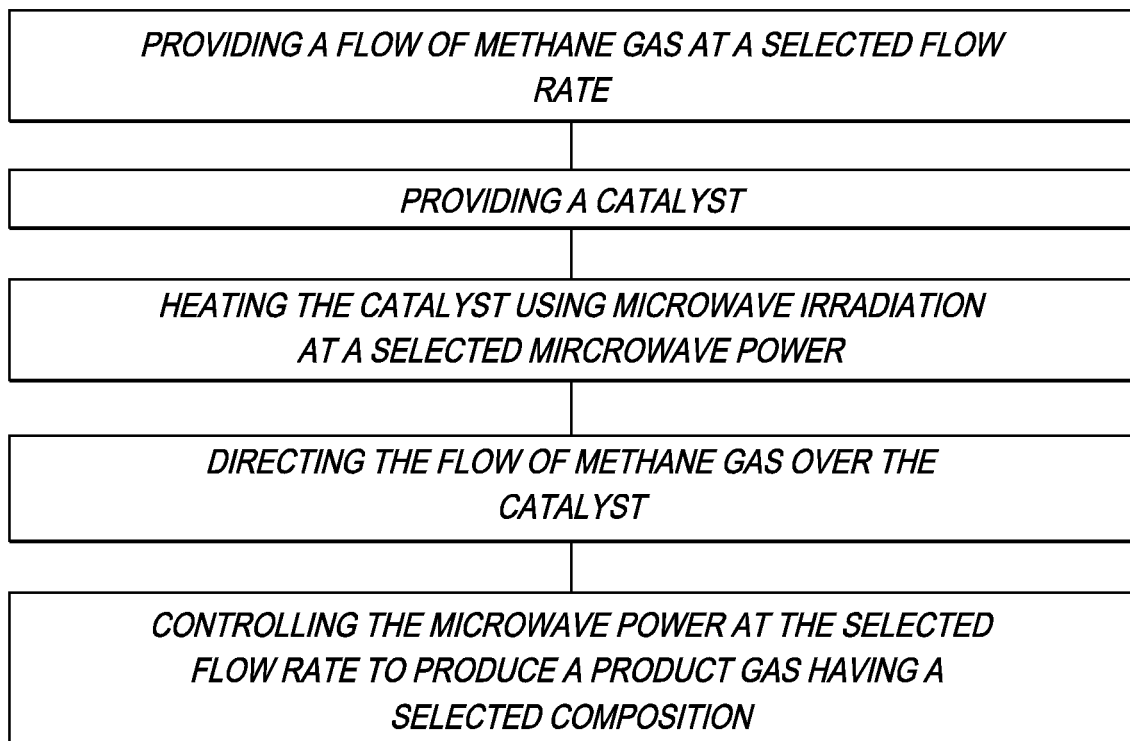 PROVIDING A FLOW OF METHANE GAS AT A SELECTED FLOW
RATE
PROVIDING A CATALYST
HEATING THE CATALYST USING MICROWAVE IRRADIATION
AT A SELECTED MIRCROWAVE POWER
DIRECTING THE FLOW OF METHANE GAS OVER THE
CATALYST
CONTROLLING THE MICROWAVE POWER AT THE SELECTED
FLOW RATE TO PRODUCE A PRODUCT GAS HAVING A
SELECTED COMPOSITION